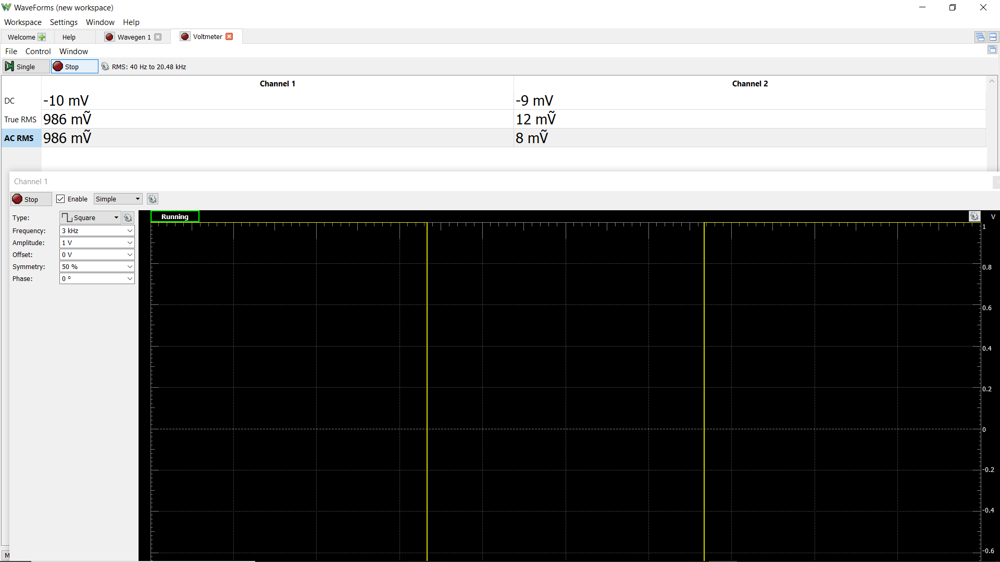 WaveForms (new workspace)
Workspace Settings Window Help
Welcome Help Wavegen 1 Voltmeter
File Control Window
Single Stop RMS: 40 Hz to 20.48 kHz
Channel 1 Channel 2
DC -10 mV -9 mV
True RMS 986 mṼ 12 mṼ
AC RMS 986 mṼ 8 mṼ
Channel 1
Stop Enable Simple
Type: Square
Running
V
Frequency: 3 kHz
Amplitude: 1 V
Offset: 0 V
Symmetry: 50 %
Phase: 0 º
1
0.8
0.6
0.4
0.2
0
-0.2
-0.4
-0.6
M